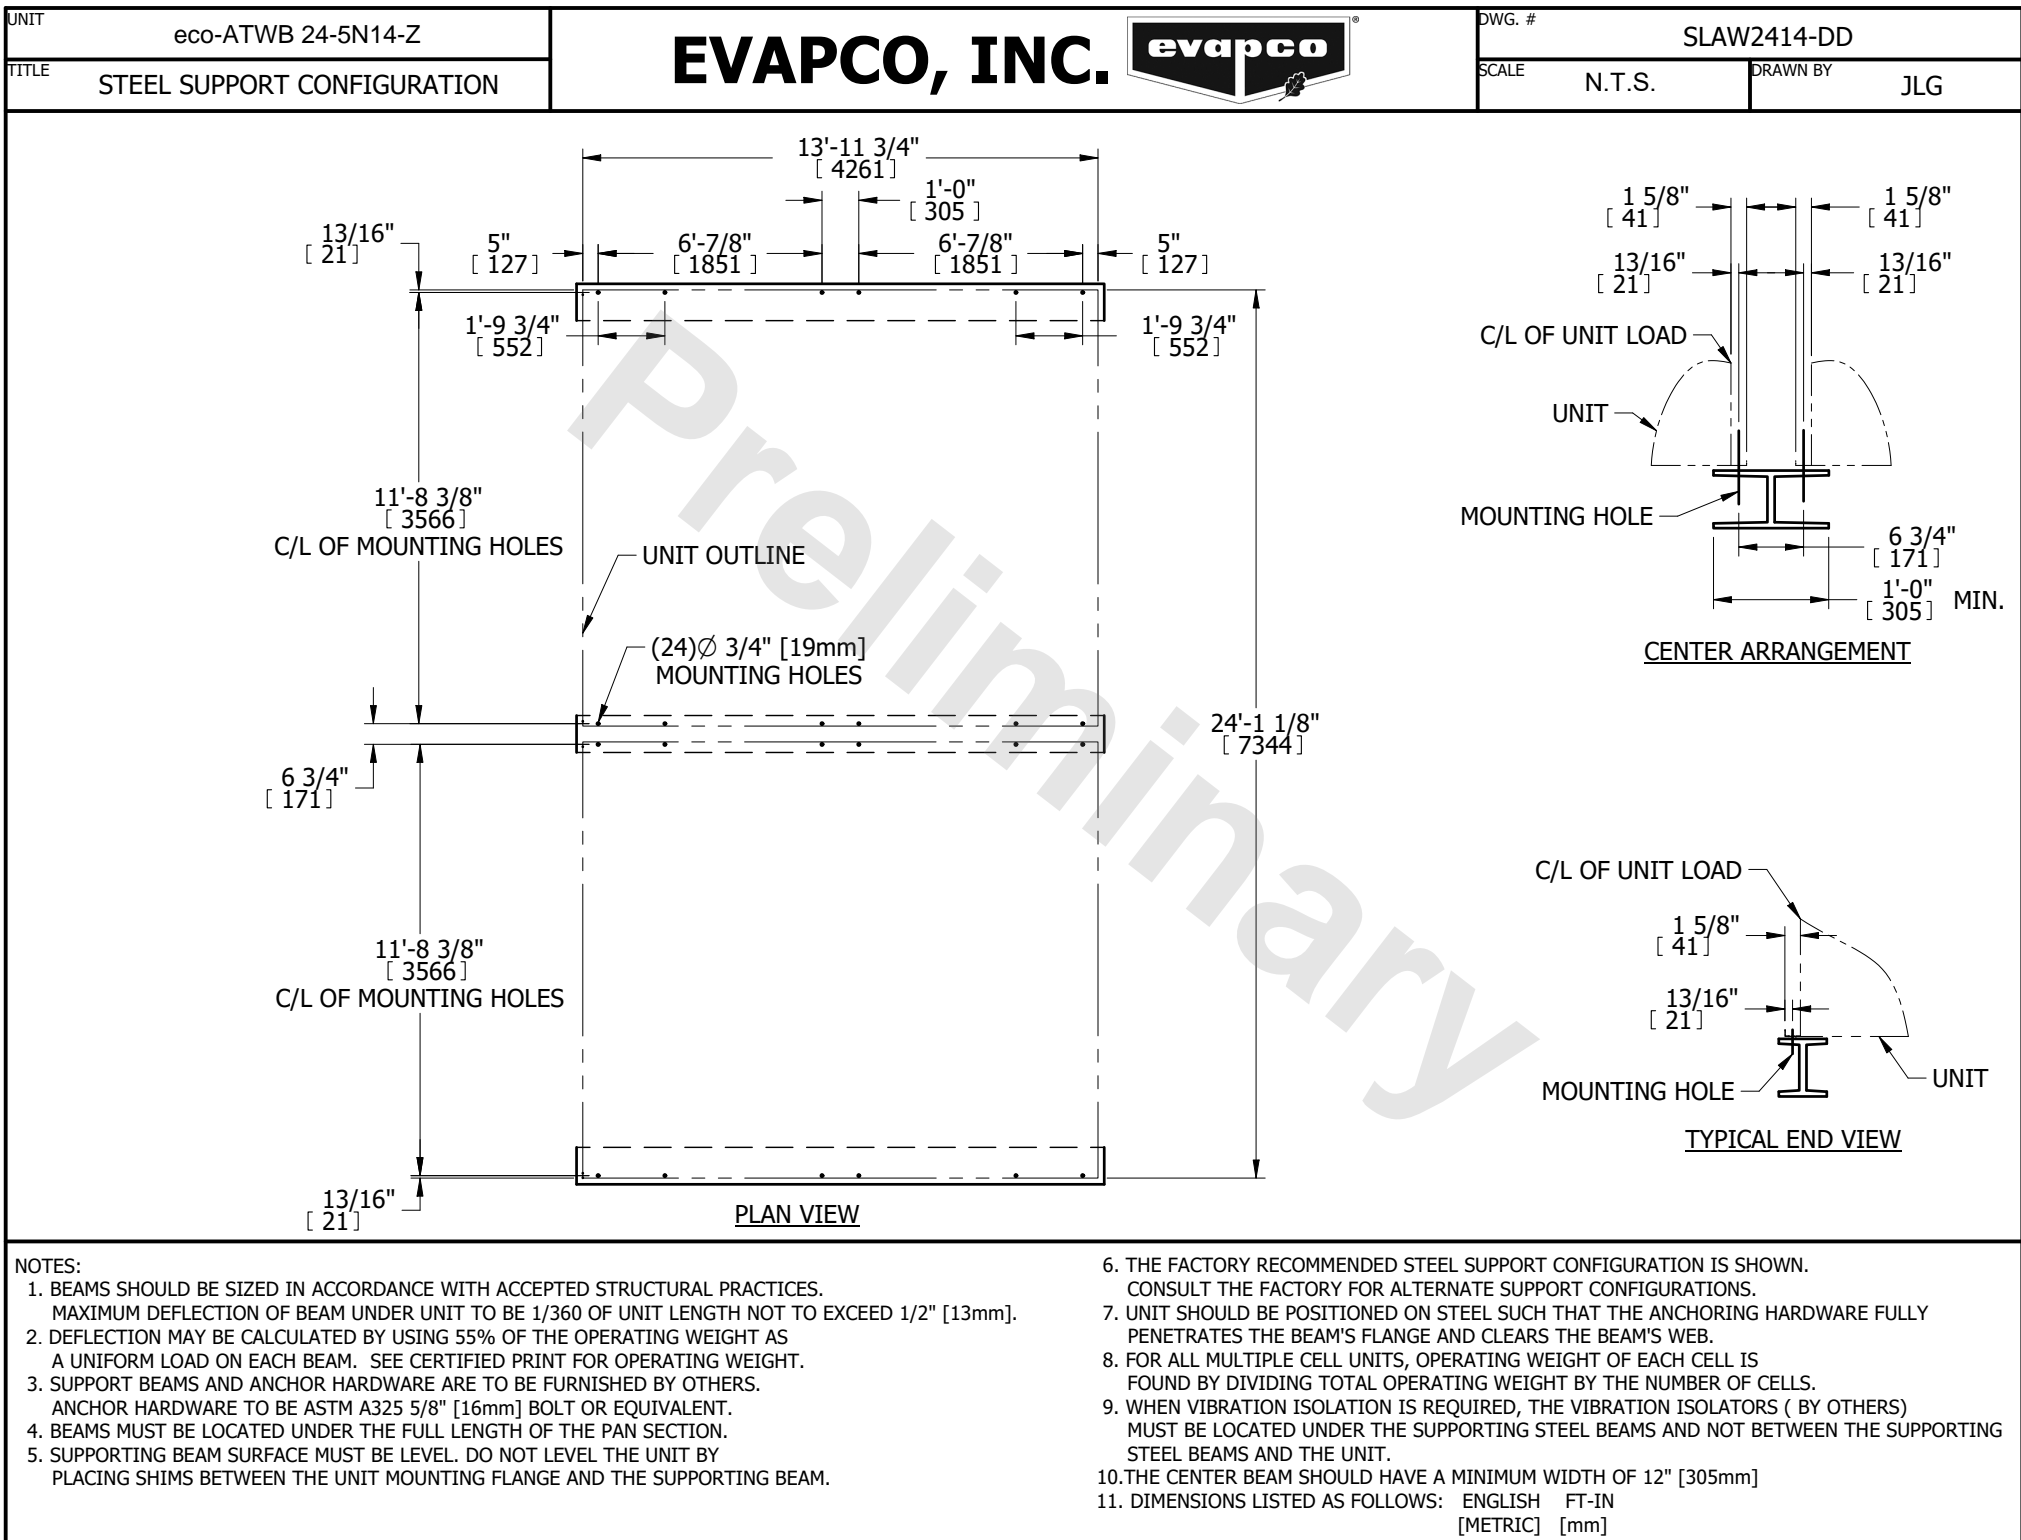 UNIT
eco-ATWB 24-5N14-Z
TITLE
STEEL SUPPORT CONFIGURATION
EVAPCO, INC.
evapco
®
DWG. #
SLAW2414-DD
SCALE
N.T.S.
DRAWN BY
JLG
13'-11 3/4"
[ 4261 ]
1'-0"
[ 305 ]
13/16"
[ 21 ]
5"
[ 127 ]
6'-7/8"
[ 1851 ]
6'-7/8"
[ 1851 ]
5"
[ 127 ]
1'-9 3/4"
[ 552 ]
1'-9 3/4"
[ 552 ]
11'-8 3/8"
[ 3566 ]
C/L OF MOUNTING HOLES
UNIT OUTLINE
(24)∅ 3/4" [19mm]
MOUNTING HOLES
6 3/4"
[ 171 ]
24'-1 1/8"
[ 7344 ]
11'-8 3/8"
[ 3566 ]
C/L OF MOUNTING HOLES
13/16"
[ 21 ]
PLAN VIEW
Preliminary
1 5/8"
[ 41 ]
1 5/8"
[ 41 ]
13/16"
[ 21 ]
13/16"
[ 21 ]
C/L OF UNIT LOAD
UNIT
MOUNTING HOLE
6 3/4"
[ 171 ]
1'-0"
[ 305 ] MIN.
CENTER ARRANGEMENT
C/L OF UNIT LOAD
1 5/8"
[ 41 ]
13/16"
[ 21 ]
MOUNTING HOLE
UNIT
TYPICAL END VIEW
NOTES:
1. BEAMS SHOULD BE SIZED IN ACCORDANCE WITH ACCEPTED STRUCTURAL PRACTICES.
MAXIMUM DEFLECTION OF BEAM UNDER UNIT TO BE 1/360 OF UNIT LENGTH NOT TO EXCEED 1/2" [13mm].
2. DEFLECTION MAY BE CALCULATED BY USING 55% OF THE OPERATING WEIGHT AS
A UNIFORM LOAD ON EACH BEAM. SEE CERTIFIED PRINT FOR OPERATING WEIGHT.
3. SUPPORT BEAMS AND ANCHOR HARDWARE ARE TO BE FURNISHED BY OTHERS.
ANCHOR HARDWARE TO BE ASTM A325 5/8" [16mm] BOLT OR EQUIVALENT.
4. BEAMS MUST BE LOCATED UNDER THE FULL LENGTH OF THE PAN SECTION.
5. SUPPORTING BEAM SURFACE MUST BE LEVEL. DO NOT LEVEL THE UNIT BY
PLACING SHIMS BETWEEN THE UNIT MOUNTING FLANGE AND THE SUPPORTING BEAM.
6. THE FACTORY RECOMMENDED STEEL SUPPORT CONFIGURATION IS SHOWN.
CONSULT THE FACTORY FOR ALTERNATE SUPPORT CONFIGURATIONS.
7. UNIT SHOULD BE POSITIONED ON STEEL SUCH THAT THE ANCHORING HARDWARE FULLY
PENETRATES THE BEAM'S FLANGE AND CLEARS THE BEAM'S WEB.
8. FOR ALL MULTIPLE CELL UNITS, OPERATING WEIGHT OF EACH CELL IS
FOUND BY DIVIDING TOTAL OPERATING WEIGHT BY THE NUMBER OF CELLS.
9. WHEN VIBRATION ISOLATION IS REQUIRED, THE VIBRATION ISOLATORS ( BY OTHERS)
MUST BE LOCATED UNDER THE SUPPORTING STEEL BEAMS AND NOT BETWEEN THE SUPPORTING
STEEL BEAMS AND THE UNIT.
10.THE CENTER BEAM SHOULD HAVE A MINIMUM WIDTH OF 12" [305mm]
11. DIMENSIONS LISTED AS FOLLOWS: ENGLISH FT-IN
[METRIC] [mm]